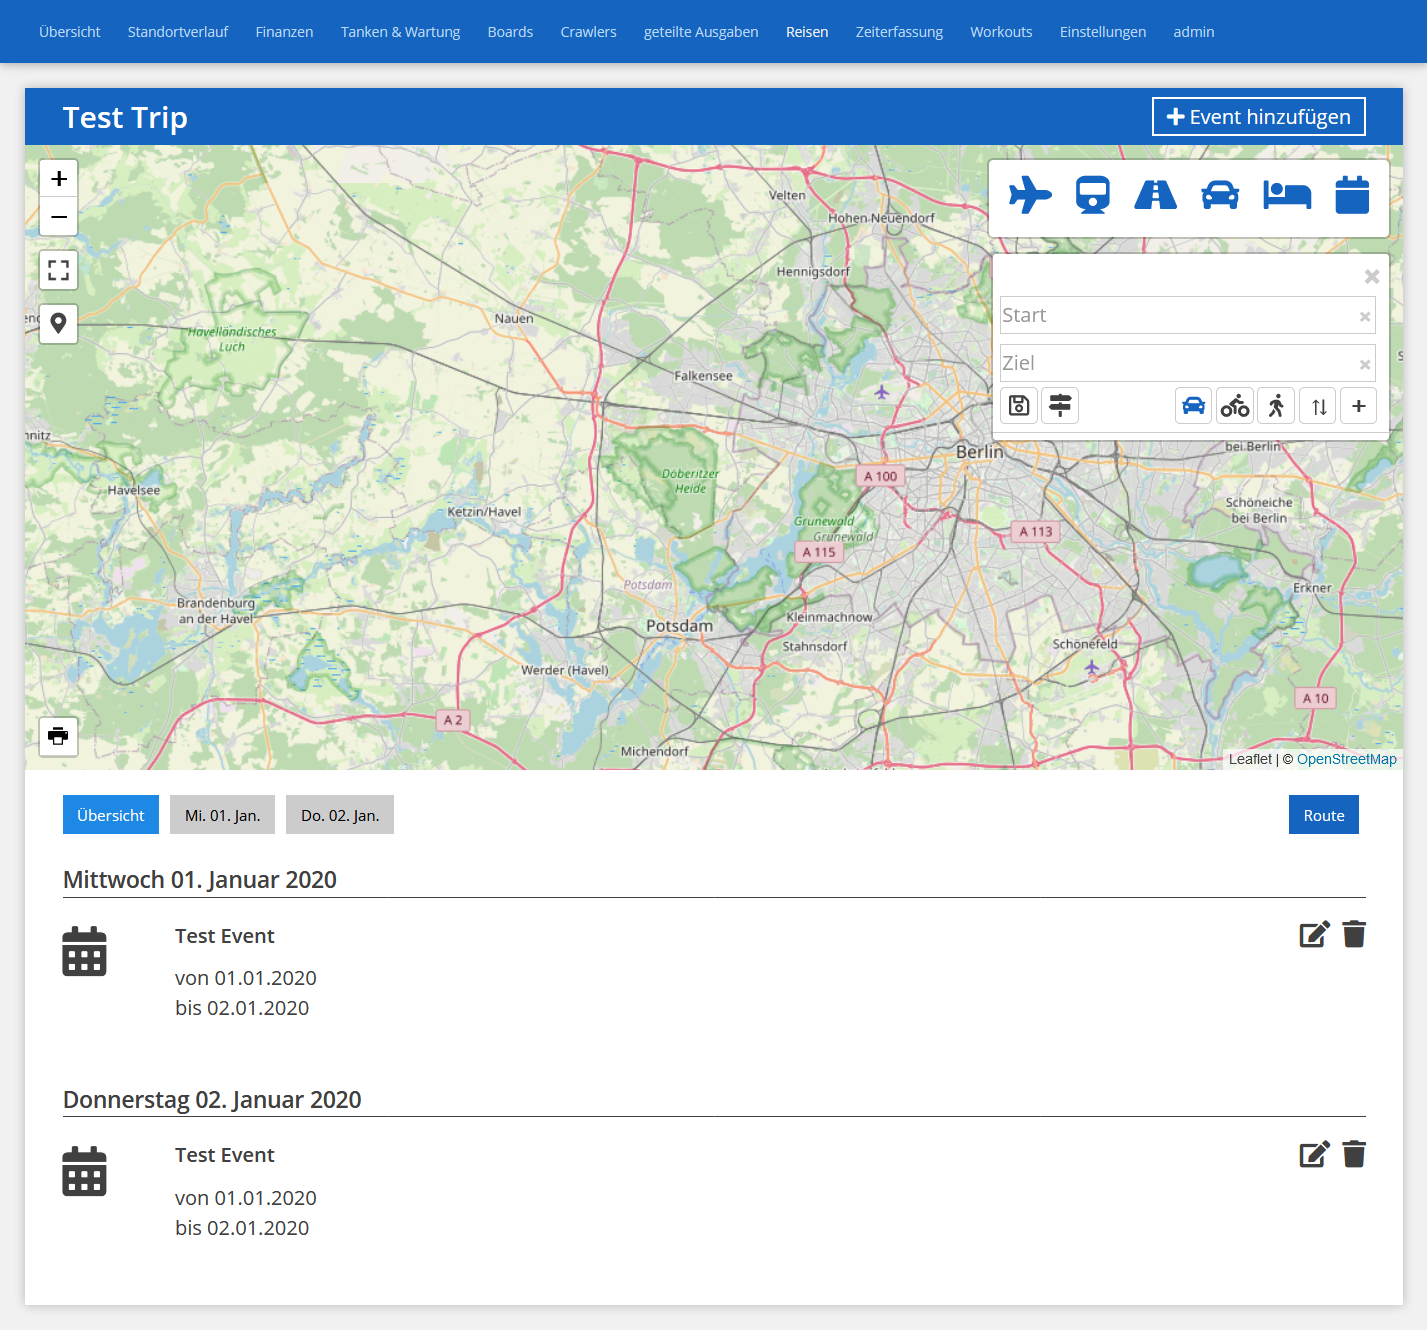 Übersicht Standortverlauf Finanzen Tanken & Wartung Boards Crawlers geteilte Ausgaben Reisen Zeiterfassung Workouts Einstellungen admin
Test Trip
Event hinzufügen
+
−
Velten
Hohen Neuendorf
Hennigsdorf
Nauen
Havelländisches
Luch
Start
Ziel
Falkensee
+
Berlin
bei Berlin
A 100
Döberitzer
Heide
Havelsee
Ketzin/Havel
Schöneiche
bei Berlin
Grunewald
Grunewald
A 113
A 115
Potsdam
Erkner
Brandenburg
an der Havel
Kleinmachnow
Potsdam
Stahnsdorf
Schönefeld
Werder (Havel)
A 10
A 2
Michendorf
Leaflet | © OpenStreetMap
Übersicht Mi. 01. Jan. Do. 02. Jan. Route
Mittwoch 01. Januar 2020
Test Event
von 01.01.2020
bis 02.01.2020
Donnerstag 02. Januar 2020
Test Event
von 01.01.2020
bis 02.01.2020